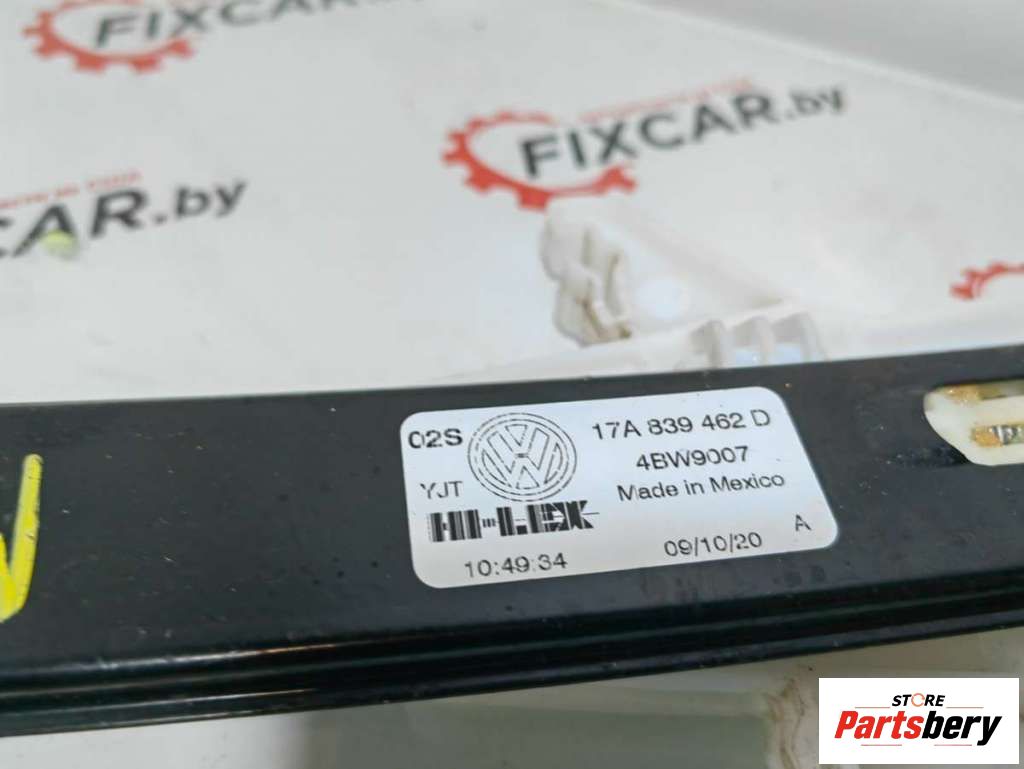 FIXCAR
FIXCAR.by
CAR.by
02S
17A 839 462 D
4BW9007
YJT
Made in Mexico
HI-LEX
10:49:34
09/10/20
A
STORE
Partsbery